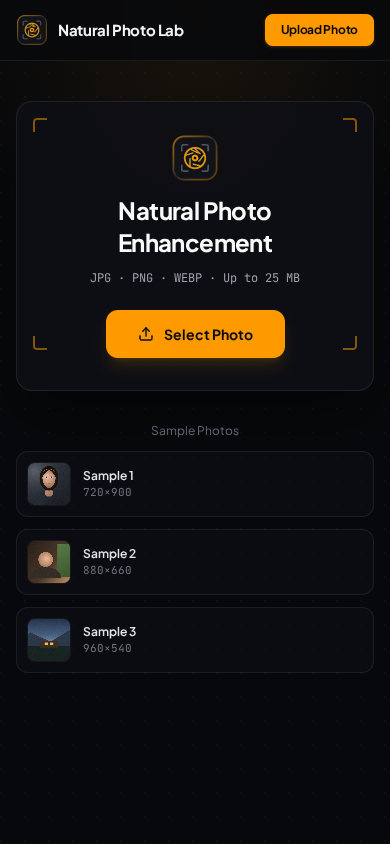 Natural Photo Lab
Upload Photo
Natural Photo
Enhancement
JPG · PNG · WEBP · Up to 25 MB
Select Photo
Sample Photos
Sample 1
720×900
Sample 2
880×660
Sample 3
960×540